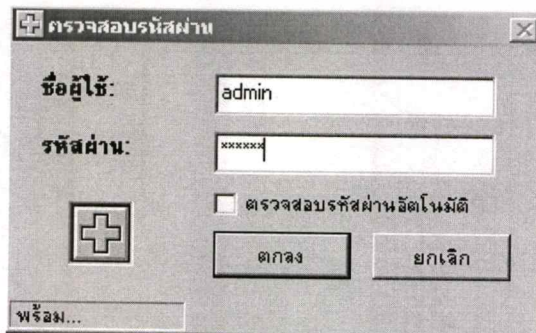 ตรวจสอบรหัสผ่าน
ชื่อผู้ใช้: admin
รหัสผ่าน: ××××××
ตรวจสอบรหัสผ่านอัตโนมัติ
ตกลง ยกเลิก
พร้อม...